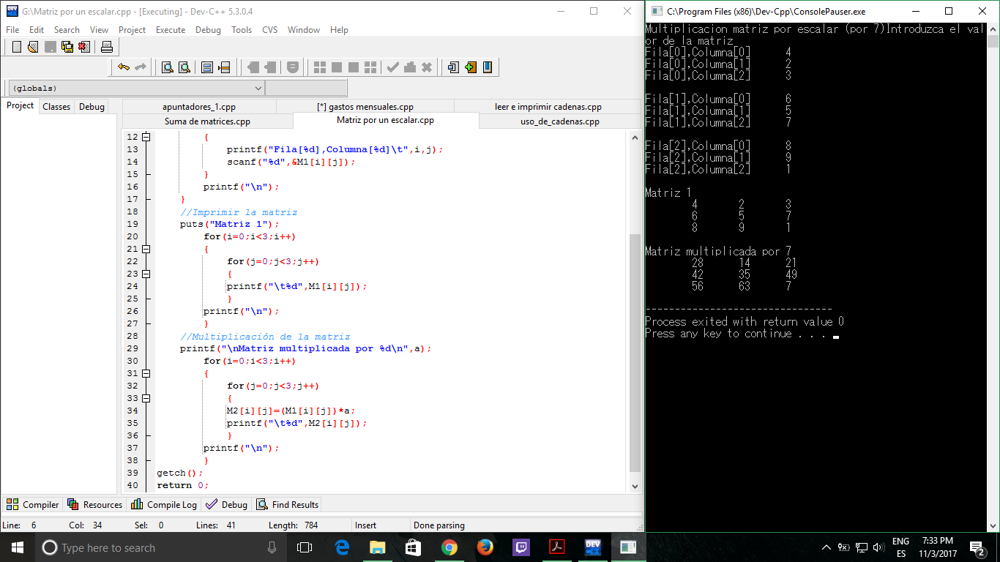 G:\Matriz por un escalar.cpp - [Executing] - Dev-C++ 5.3.0.4
File Edit Search View Project Execute Debug Tools CVS Window Help
(globals)
Project Classes Debug
apuntadores_1.cpp [*] gastos mensuales.cpp leer e imprimir cadenas.cpp
Suma de matrices.cpp Matriz por un escalar.cpp uso_de_cadenas.cpp
12 {
13 printf("Fila[%d],Columna[%d]\t",i,j);
14 scanf("%d",&M1[i][j]);
15 }
16 printf("\n");
17 }
18 //Imprimir la matriz
19 puts("Matriz 1");
20 for(i=0;i<3;i++)
21 {
22 for(j=0;j<3;j++)
23 {
24 printf("\t%d",M1[i][j]);
25 }
26 printf("\n");
27 }
28 //Multiplicación de la matriz
29 printf("\nMatriz multiplicada por %d\n",a);
30 for(i=0;i<3;i++)
31 {
32 for(j=0;j<3;j++)
33 {
34 M2[i][j]=(M1[i][j])*a;
35 printf("\t%d",M2[i][j]);
36 }
37 printf("\n");
38 }
39 getch();
40 return 0;
Compiler Resources Compile Log Debug Find Results
Line: 6 Col: 34 Sel: 0 Lines: 41 Length: 784 Insert Done parsing
C:\Program Files (x86)\Dev-Cpp\ConsolePauser.exe
Multiplicacion matriz por escalar (por 7)Introduzca el val
or de la matriz
Fila[0],Columna[0] 4
Fila[0],Columna[1] 2
Fila[0],Columna[2] 3
Fila[1],Columna[0] 6
Fila[1],Columna[1] 5
Fila[1],Columna[2] 7
Fila[2],Columna[0] 8
Fila[2],Columna[1] 9
Fila[2],Columna[2] 1
Matriz 1
4 2 3
6 5 7
8 9 1
Matriz multiplicada por 7
28 14 21
42 35 49
56 63 7
--------------------------------
Process exited with return value 0
Press any key to continue . . .
Type here to search
DEV
ENG
ES
7:33 PM
11/3/2017
2